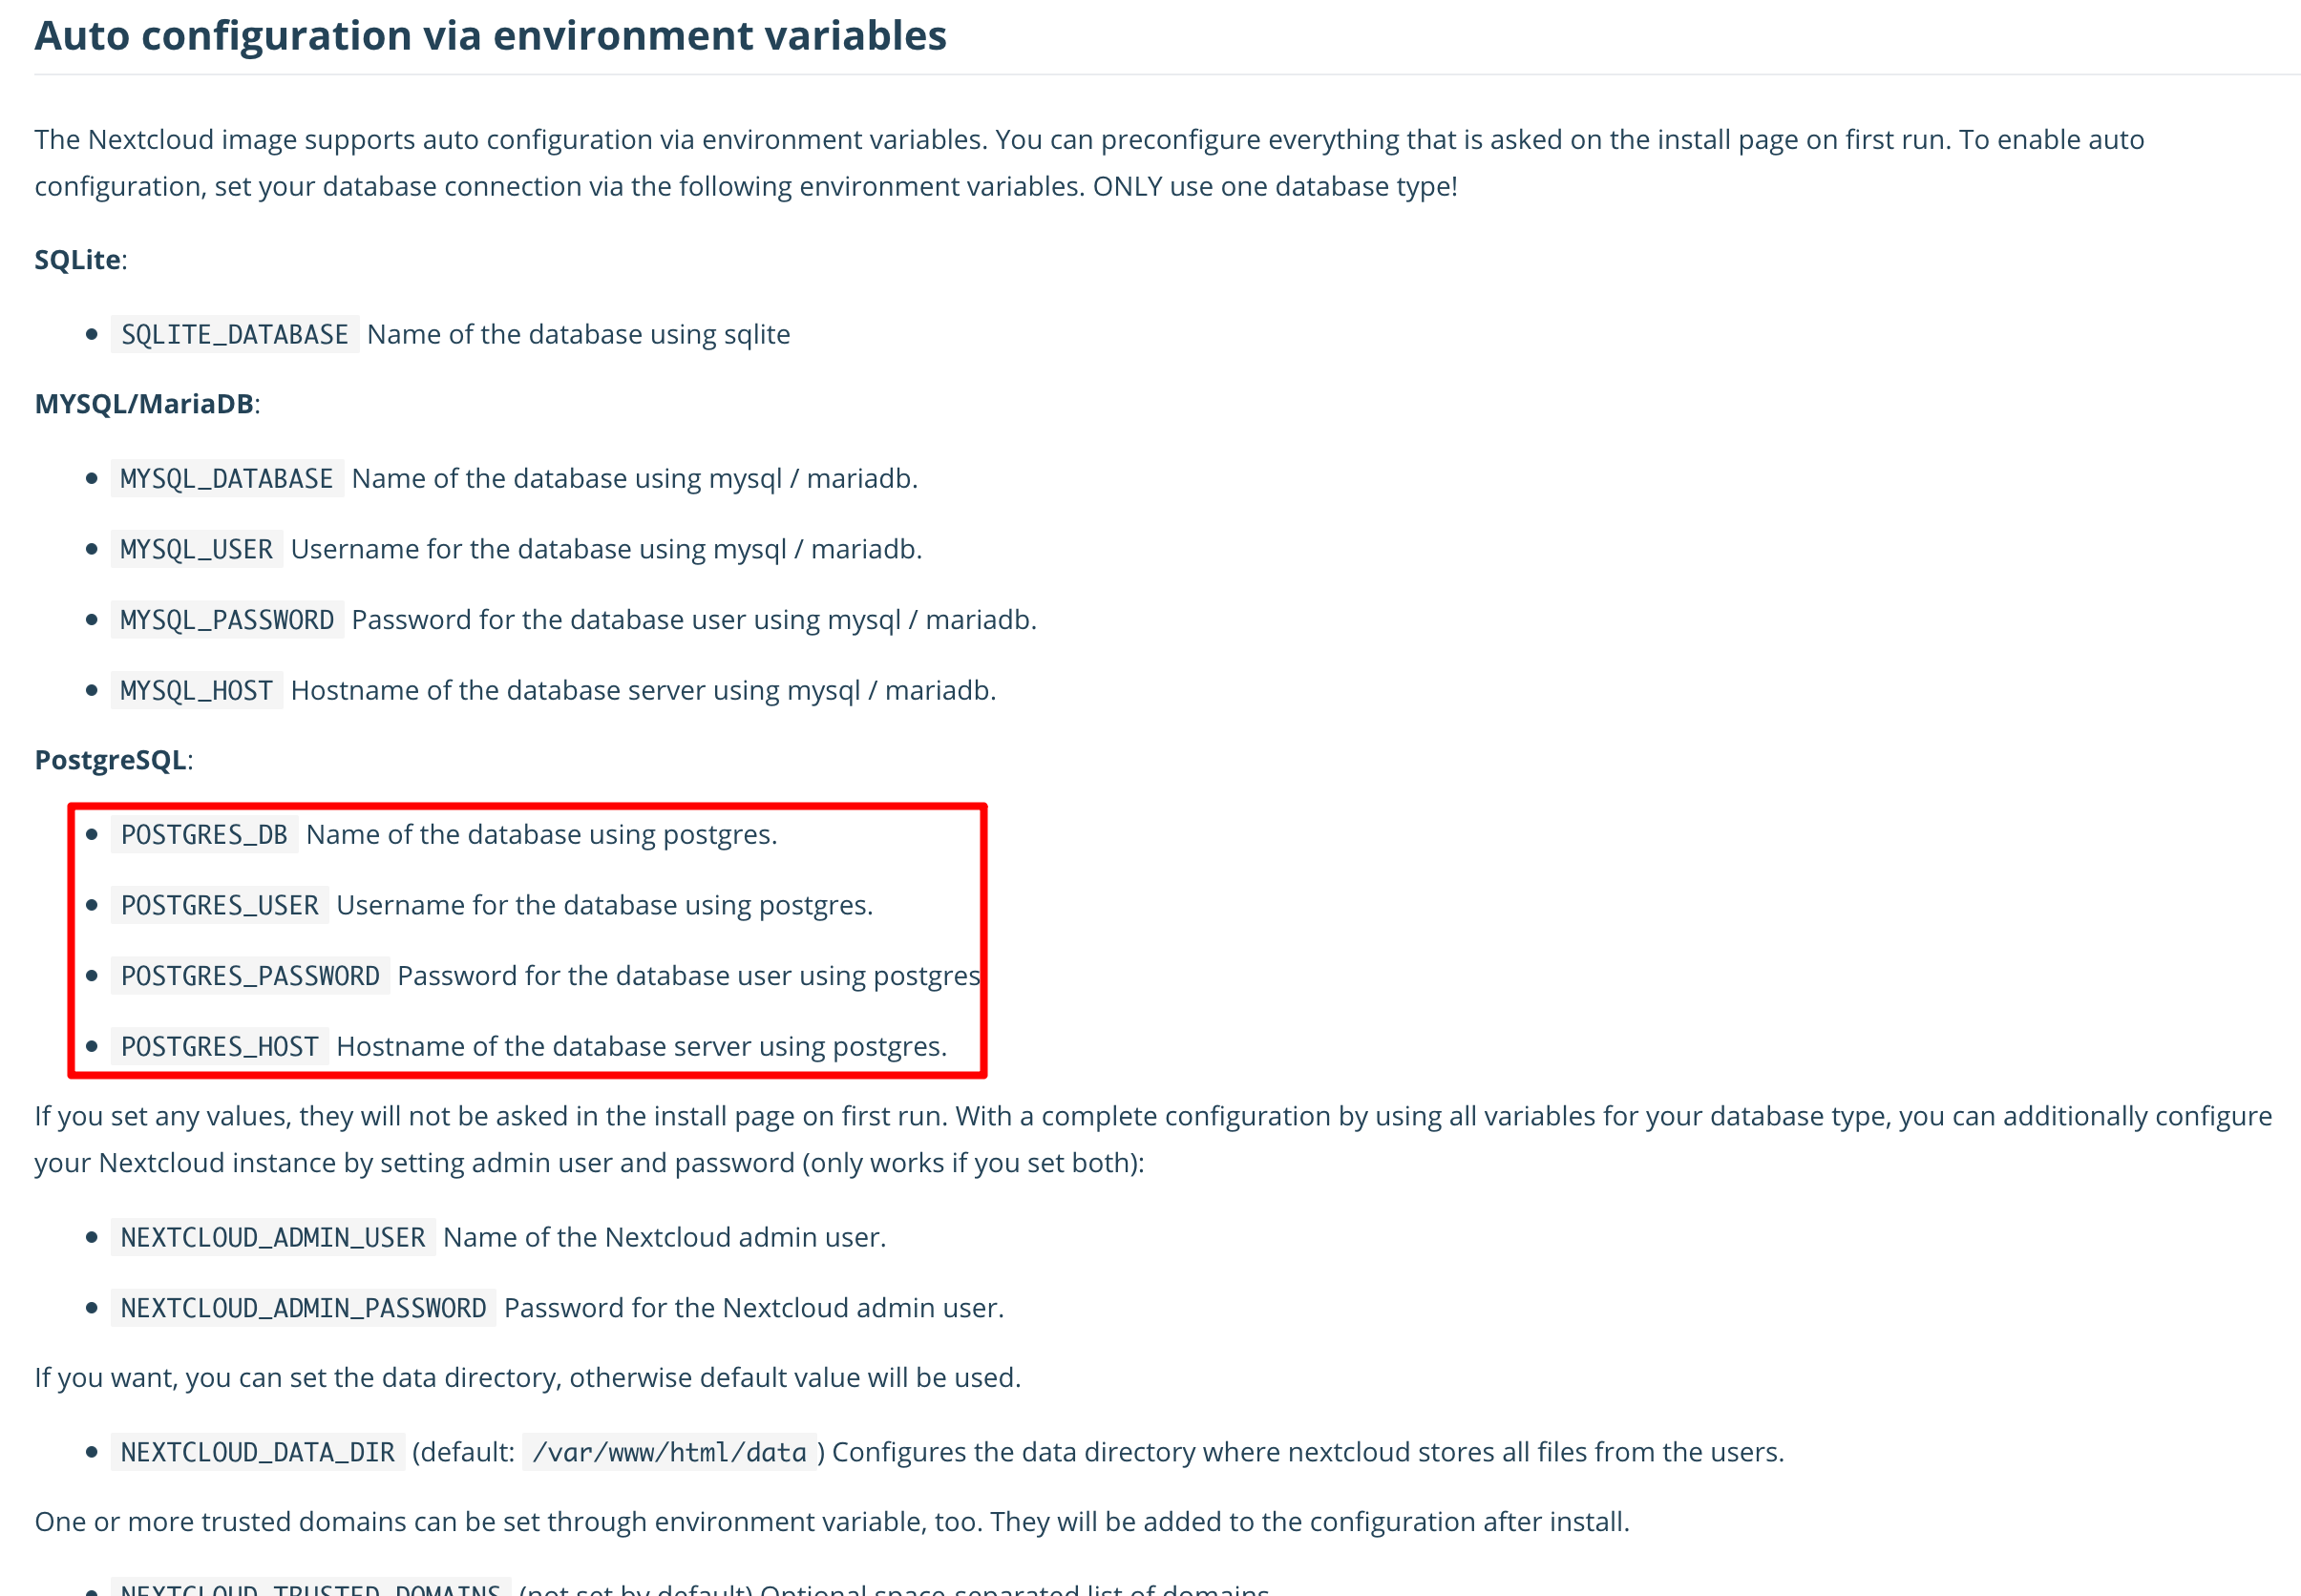 Auto configuration via environment variables
The Nextcloud image supports auto configuration via environment variables. You can preconfigure everything that is asked on the install page on first run. To enable auto
configuration, set your database connection via the following environment variables. ONLY use one database type!
SQLite:
SQLITE_DATABASE Name of the database using sqlite
MYSQL/MariaDB:
MYSQL_DATABASE Name of the database using mysql / mariadb.
MYSQL_USER Username for the database using mysql / mariadb.
MYSQL_PASSWORD Password for the database user using mysql / mariadb.
MYSQL_HOST Hostname of the database server using mysql / mariadb.
PostgreSQL:
POSTGRES_DB Name of the database using postgres.
POSTGRES_USER Username for the database using postgres.
POSTGRES_PASSWORD Password for the database user using postgres
POSTGRES_HOST Hostname of the database server using postgres.
If you set any values, they will not be asked in the install page on first run. With a complete configuration by using all variables for your database type, you can additionally configure
your Nextcloud instance by setting admin user and password (only works if you set both):
NEXTCLOUD_ADMIN_USER Name of the Nextcloud admin user.
NEXTCLOUD_ADMIN_PASSWORD Password for the Nextcloud admin user.
If you want, you can set the data directory, otherwise default value will be used.
NEXTCLOUD_DATA_DIR (default: /var/www/html/data ) Configures the data directory where nextcloud stores all files from the users.
One or more trusted domains can be set through environment variable, too. They will be added to the configuration after install.
NEXTCLOUD_TRUSTED_DOMAINS (not set by default) Optional space-separated list of domains